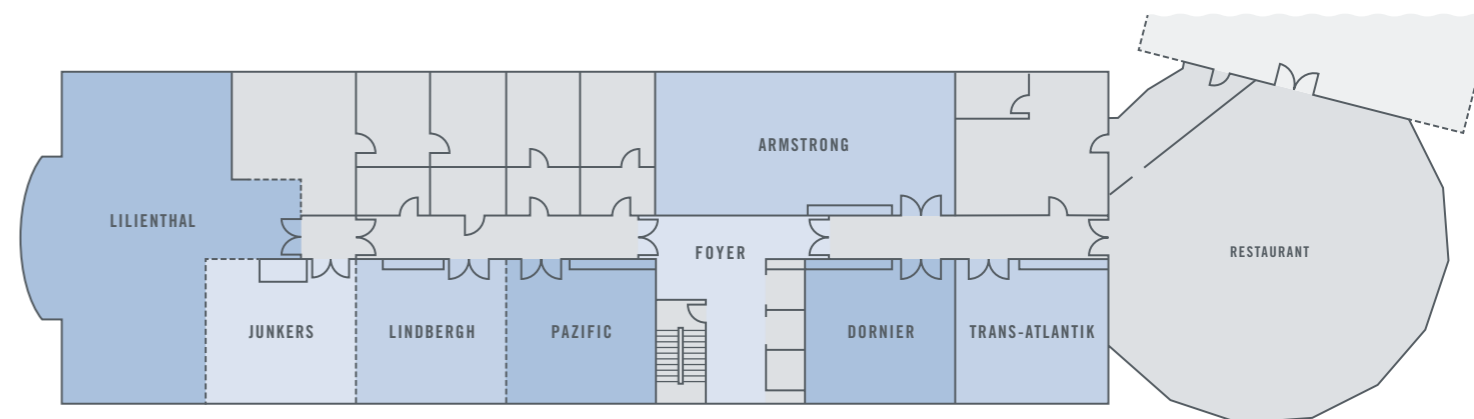 ARMSTRONG
LILIENTHAL
FOYER
RESTAURANT
JUNKERS
LINDBERGH
PAZIFIC
DORNIER
TRANS-ATLANTIK